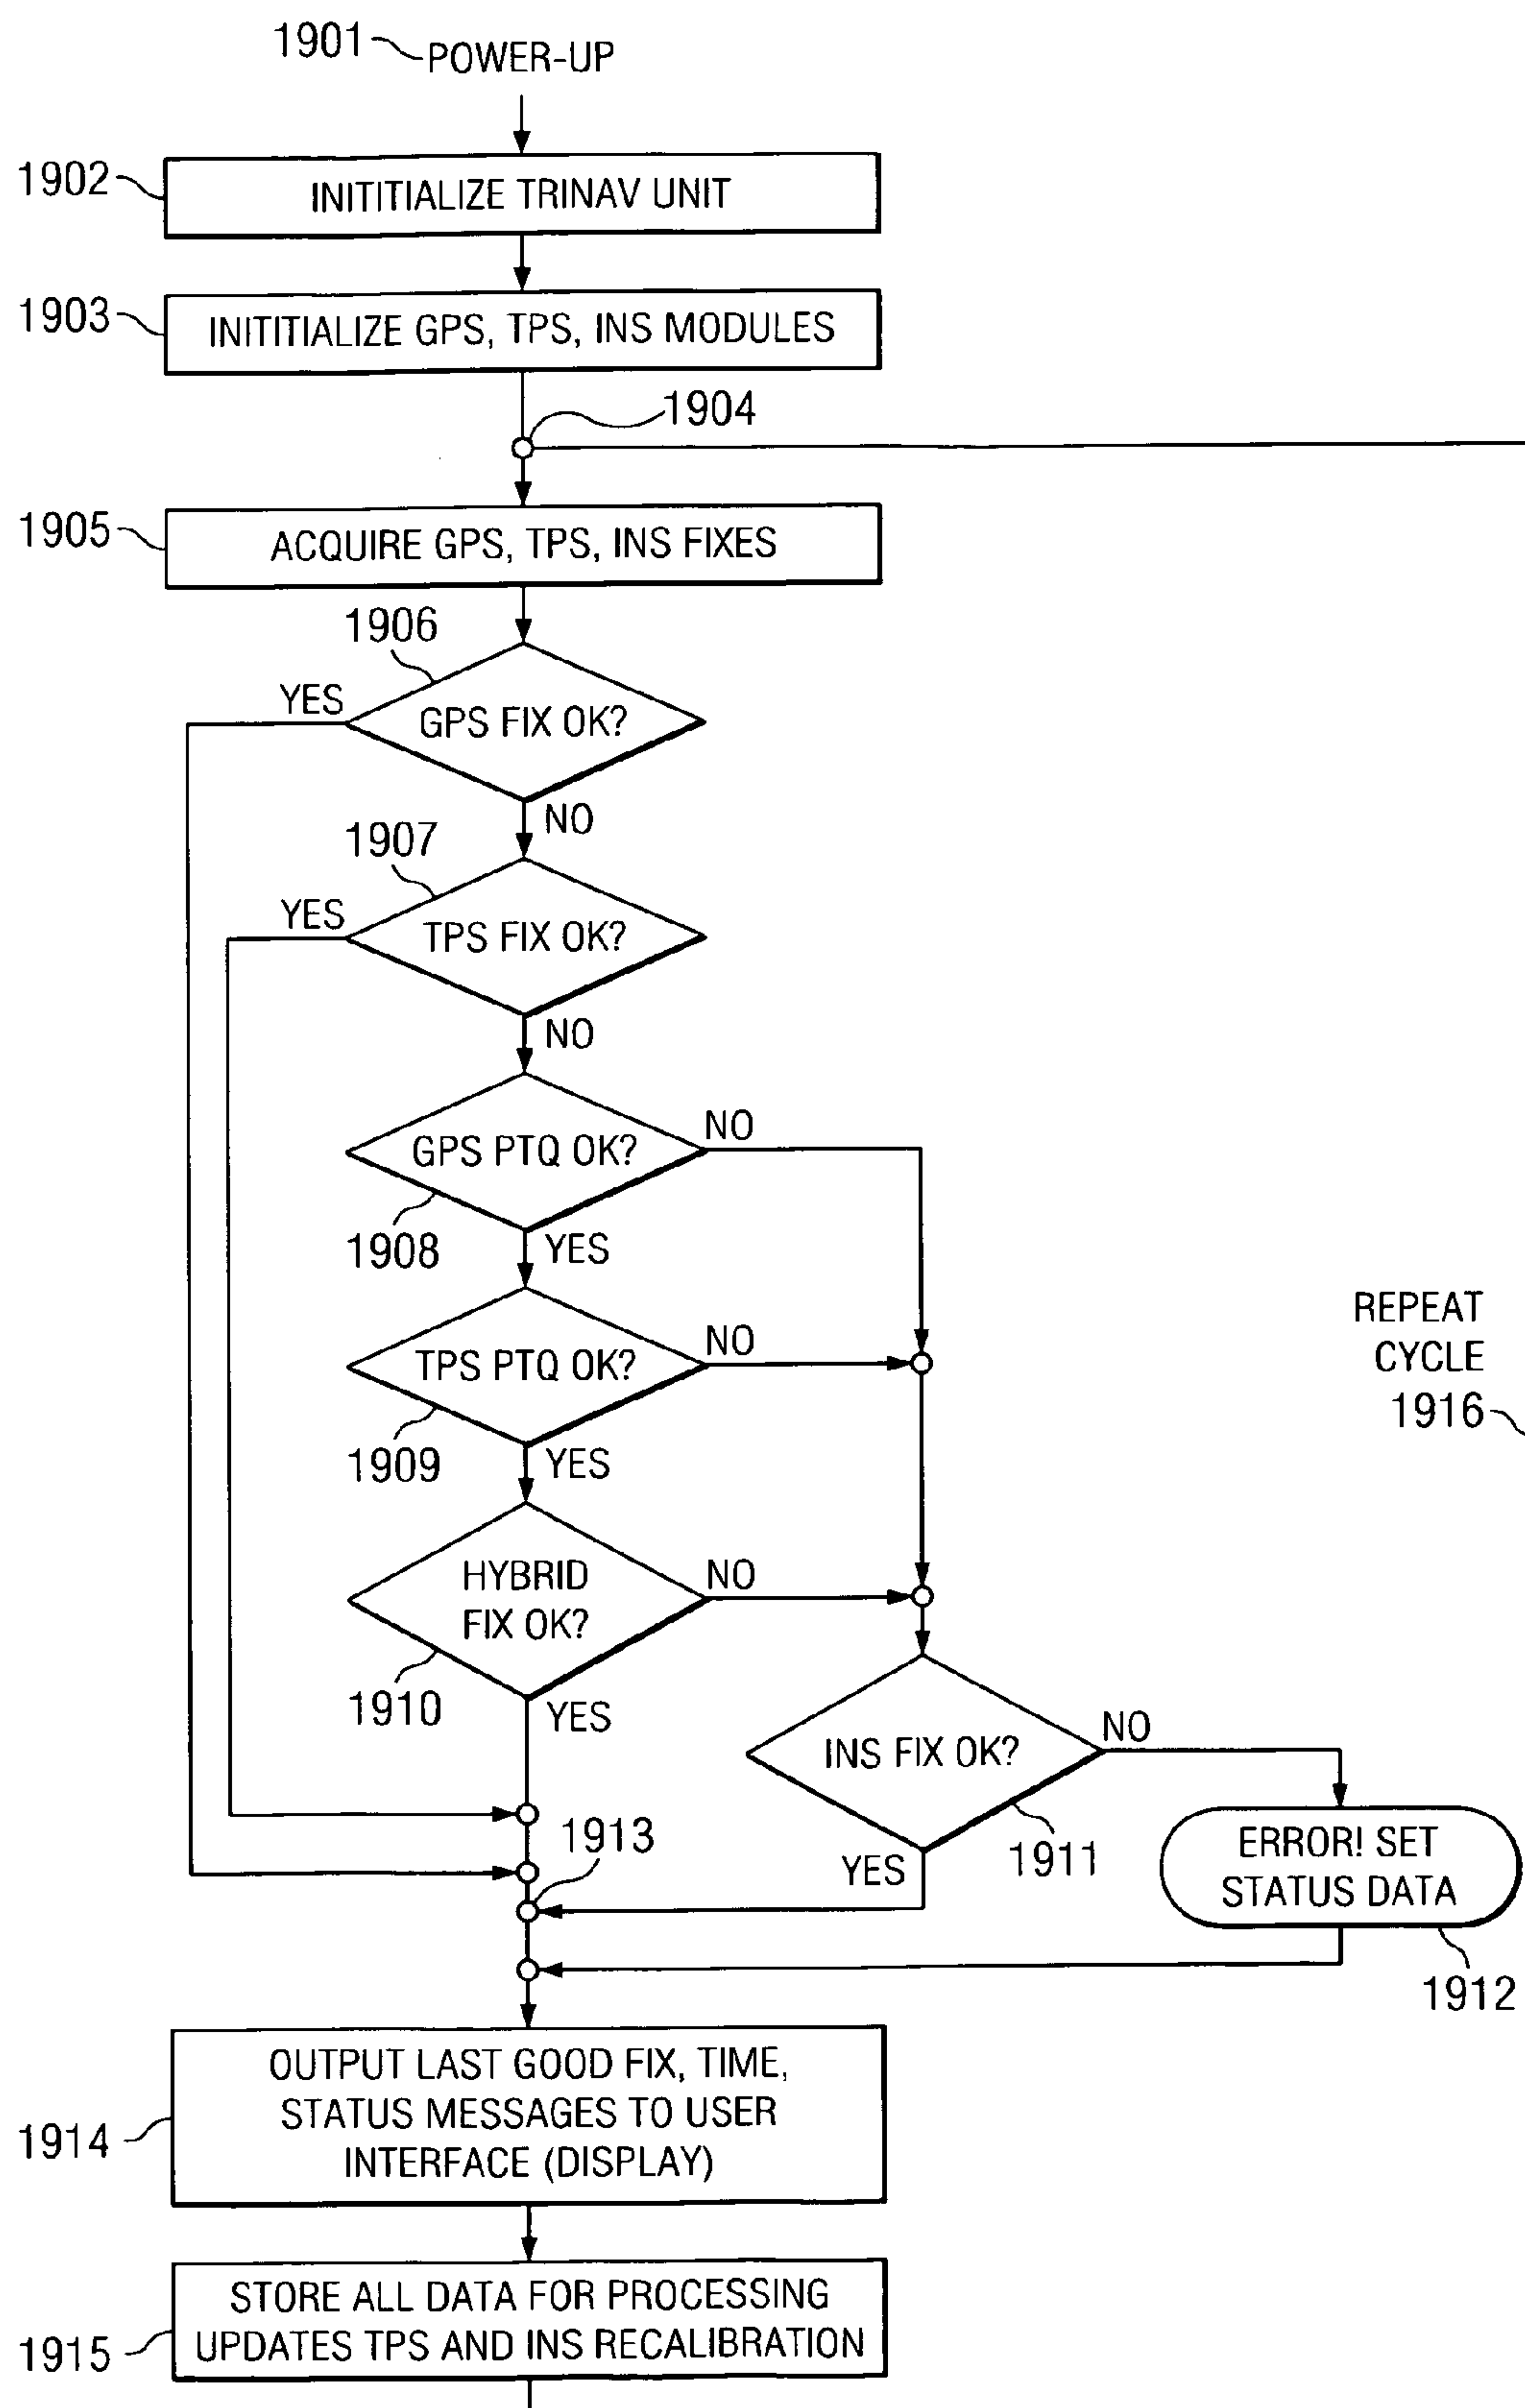 1901
POWER-UP
1902
INITITIALIZE TRINAV UNIT
1903
INITITIALIZE GPS, TPS, INS MODULES
1904
1905
ACQUIRE GPS, TPS, INS FIXES
1906
YES
GPS FIX OK?
NO
1907
YES
TPS FIX OK?
NO
GPS PTQ OK?
NO
1908
YES
TPS PTQ OK?
NO
1909
YES
REPEAT
CYCLE
1916
HYBRID
FIX OK?
NO
1910
YES
INS FIX OK?
NO
1911
YES
1913
ERROR! SET
STATUS DATA
1912
OUTPUT LAST GOOD FIX, TIME,
STATUS MESSAGES TO USER
INTERFACE (DISPLAY)
1914
STORE ALL DATA FOR PROCESSING
UPDATES TPS AND INS RECALIBRATION
1915